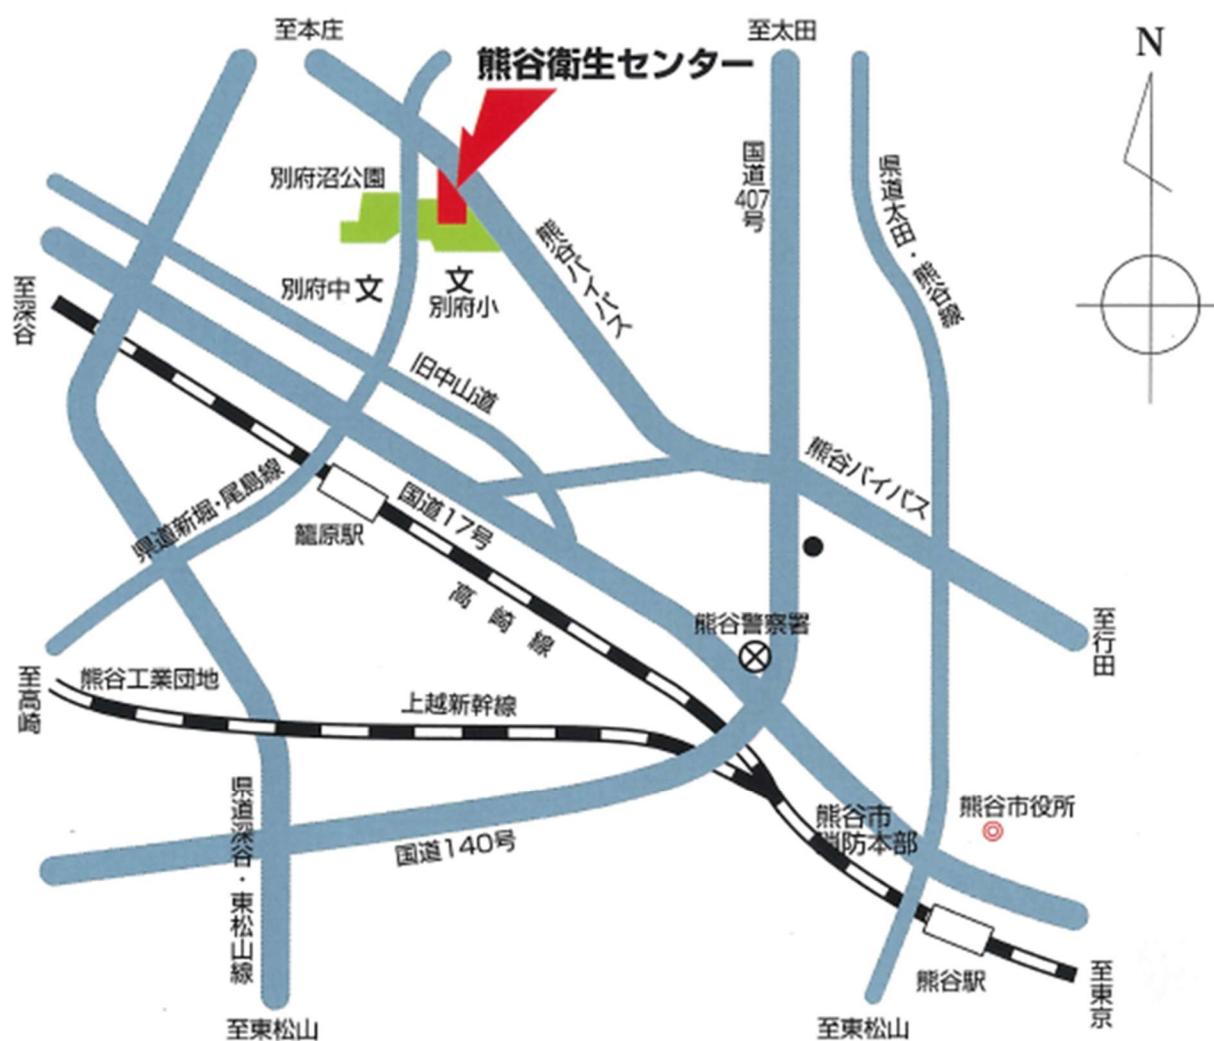 至本庄
至太田
N
熊谷衛生センター
別府沼公園
国道407号
県道太田・熊谷線
熊谷バイパス
至深谷
別府中
文
文
別府小
旧中山道
熊谷バイパス
県道新堀・尾島線
国道17号
籠原駅
高崎線
熊谷警察署
至行田
至高崎
熊谷工業団地
上越新幹線
県道深谷・東松山線
国道140号
熊谷市
消防本部
熊谷市役所
熊谷駅
至東京
至東松山
至東松山